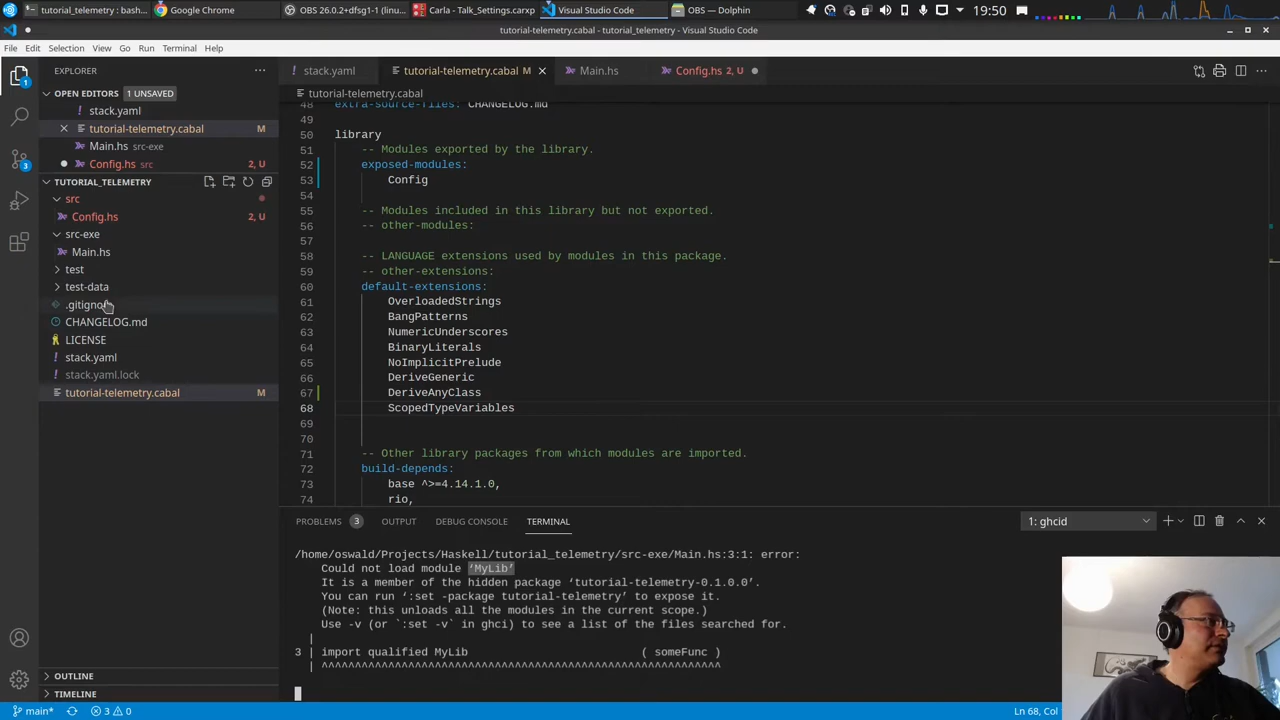 tutorial_telemetry : bash...
Google Chrome
OBS 26.0.2+dfsg1-1 (linu...
Carla - Talk_Settings.carxp
Visual Studio Code
OBS — Dolphin
19:50
tutorial-telemetry.cabal - tutorial_telemetry - Visual Studio Code
File Edit Selection View Go Run Terminal Help
EXPLORER
stack.yaml
tutorial-telemetry.cabal M
Main.hs
Config.hs 2, U
OPEN EDITORS 1 UNSAVED
stack.yaml
tutorial-telemetry.cabal M
Main.hs src-exe
Config.hs src 2, U
TUTORIAL_TELEMETRY
src
Config.hs 2, U
src-exe
Main.hs
test
test-data
CHANGELOG.md
LICENSE
stack.yaml
stack.yaml.lock
tutorial-telemetry.cabal M
OUTLINE
TIMELINE
tutorial-telemetry.cabal
48 extra-source-files: CHANGELOG.md
49
50 library
51 -- Modules exported by the library.
52 exposed-modules:
53 Config
54
55 -- Modules included in this library but not exported.
56 -- other-modules:
57
58 -- LANGUAGE extensions used by modules in this package.
59 -- other-extensions:
60 default-extensions:
61 OverloadedStrings
62 BangPatterns
63 NumericUnderscores
64 BinaryLiterals
65 NoImplicitPrelude
66 DeriveGeneric
67 DeriveAnyClass
68 ScopedTypeVariables
69
70
71 -- Other library packages from which modules are imported.
72 build-depends:
73 base ^>=4.14.1.0,
74 rio,
PROBLEMS 3 OUTPUT DEBUG CONSOLE TERMINAL
1: ghcid
/home/oswald/Projects/Haskell/tutorial_telemetry/src-exe/Main.hs:3:1: error:
Could not load module ‘MyLib’
It is a member of the hidden package ‘tutorial-telemetry-0.1.0.0’.
You can run ‘:set -package tutorial-telemetry’ to expose it.
(Note: this unloads all the modules in the current scope.)
Use -v (or `:set -v` in ghci) to see a list of the files searched for.
|
3 | import qualified MyLib ( someFunc )
| ^^^^^^^^^^^^^^^^^^^^^^^^^^^^^^^^^^^^^^^^^^^^^^^^^^^^^^^^^^^^
main* 3 0
Ln 68, Col